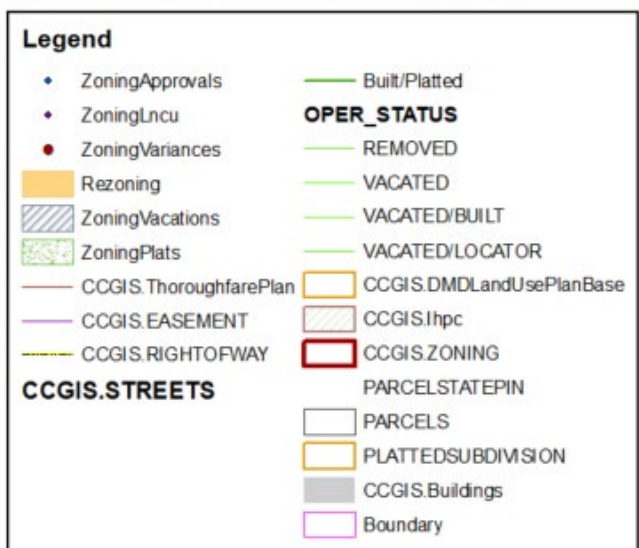 Legend
ZoningApprovals
ZoningLncu
ZoningVariances
Rezoning
ZoningVacations
ZoningPlats
CCGIS.ThoroughfarePlan
CCGIS.EASEMENT
CCGIS.RIGHTOFWAY
CCGIS.STREETS
Built/Platted
OPER_STATUS
REMOVED
VACATED
VACATED/BUILT
VACATED/LOCATOR
CCGIS.DMDLandUsePlanBase
CCGIS.Ihpc
CCGIS.ZONING
PARCELSTATEPIN
PARCELS
PLATTEDSUBDIVISION
CCGIS.Buildings
Boundary